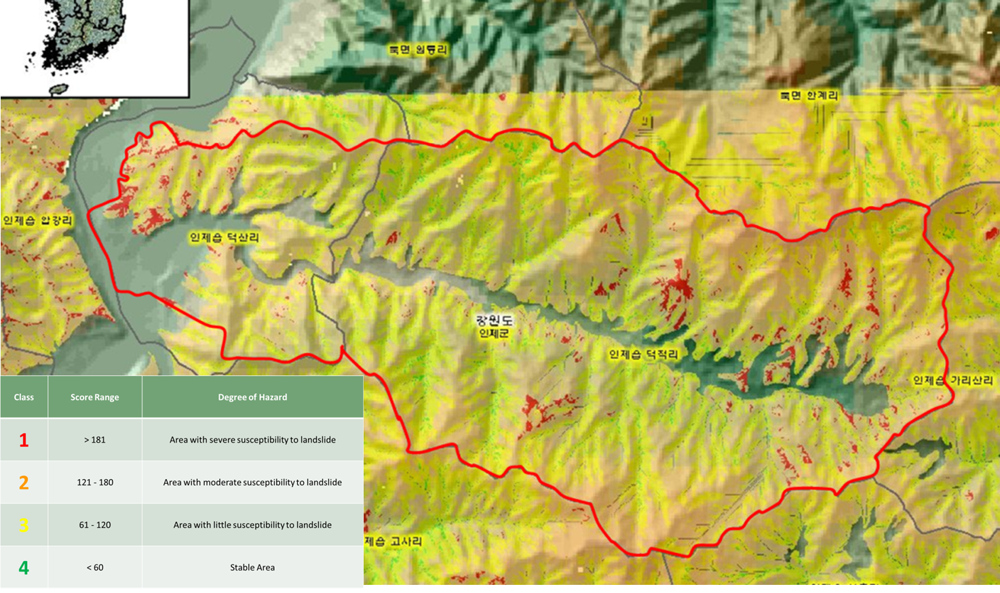 북면 원통리
북면 한계리
인제읍 합강리
인제읍 덕산리
강원도
인제군
인제읍 덕적리
인제읍 가리산리
Class Score Range Degree of Hazard
1 > 181 Area with severe susceptibility to landslide
2 121 - 180 Area with moderate susceptibility to landslide
3 61 - 120 Area with little susceptibility to landslide
4 < 60 Stable Area
제읍 고사리